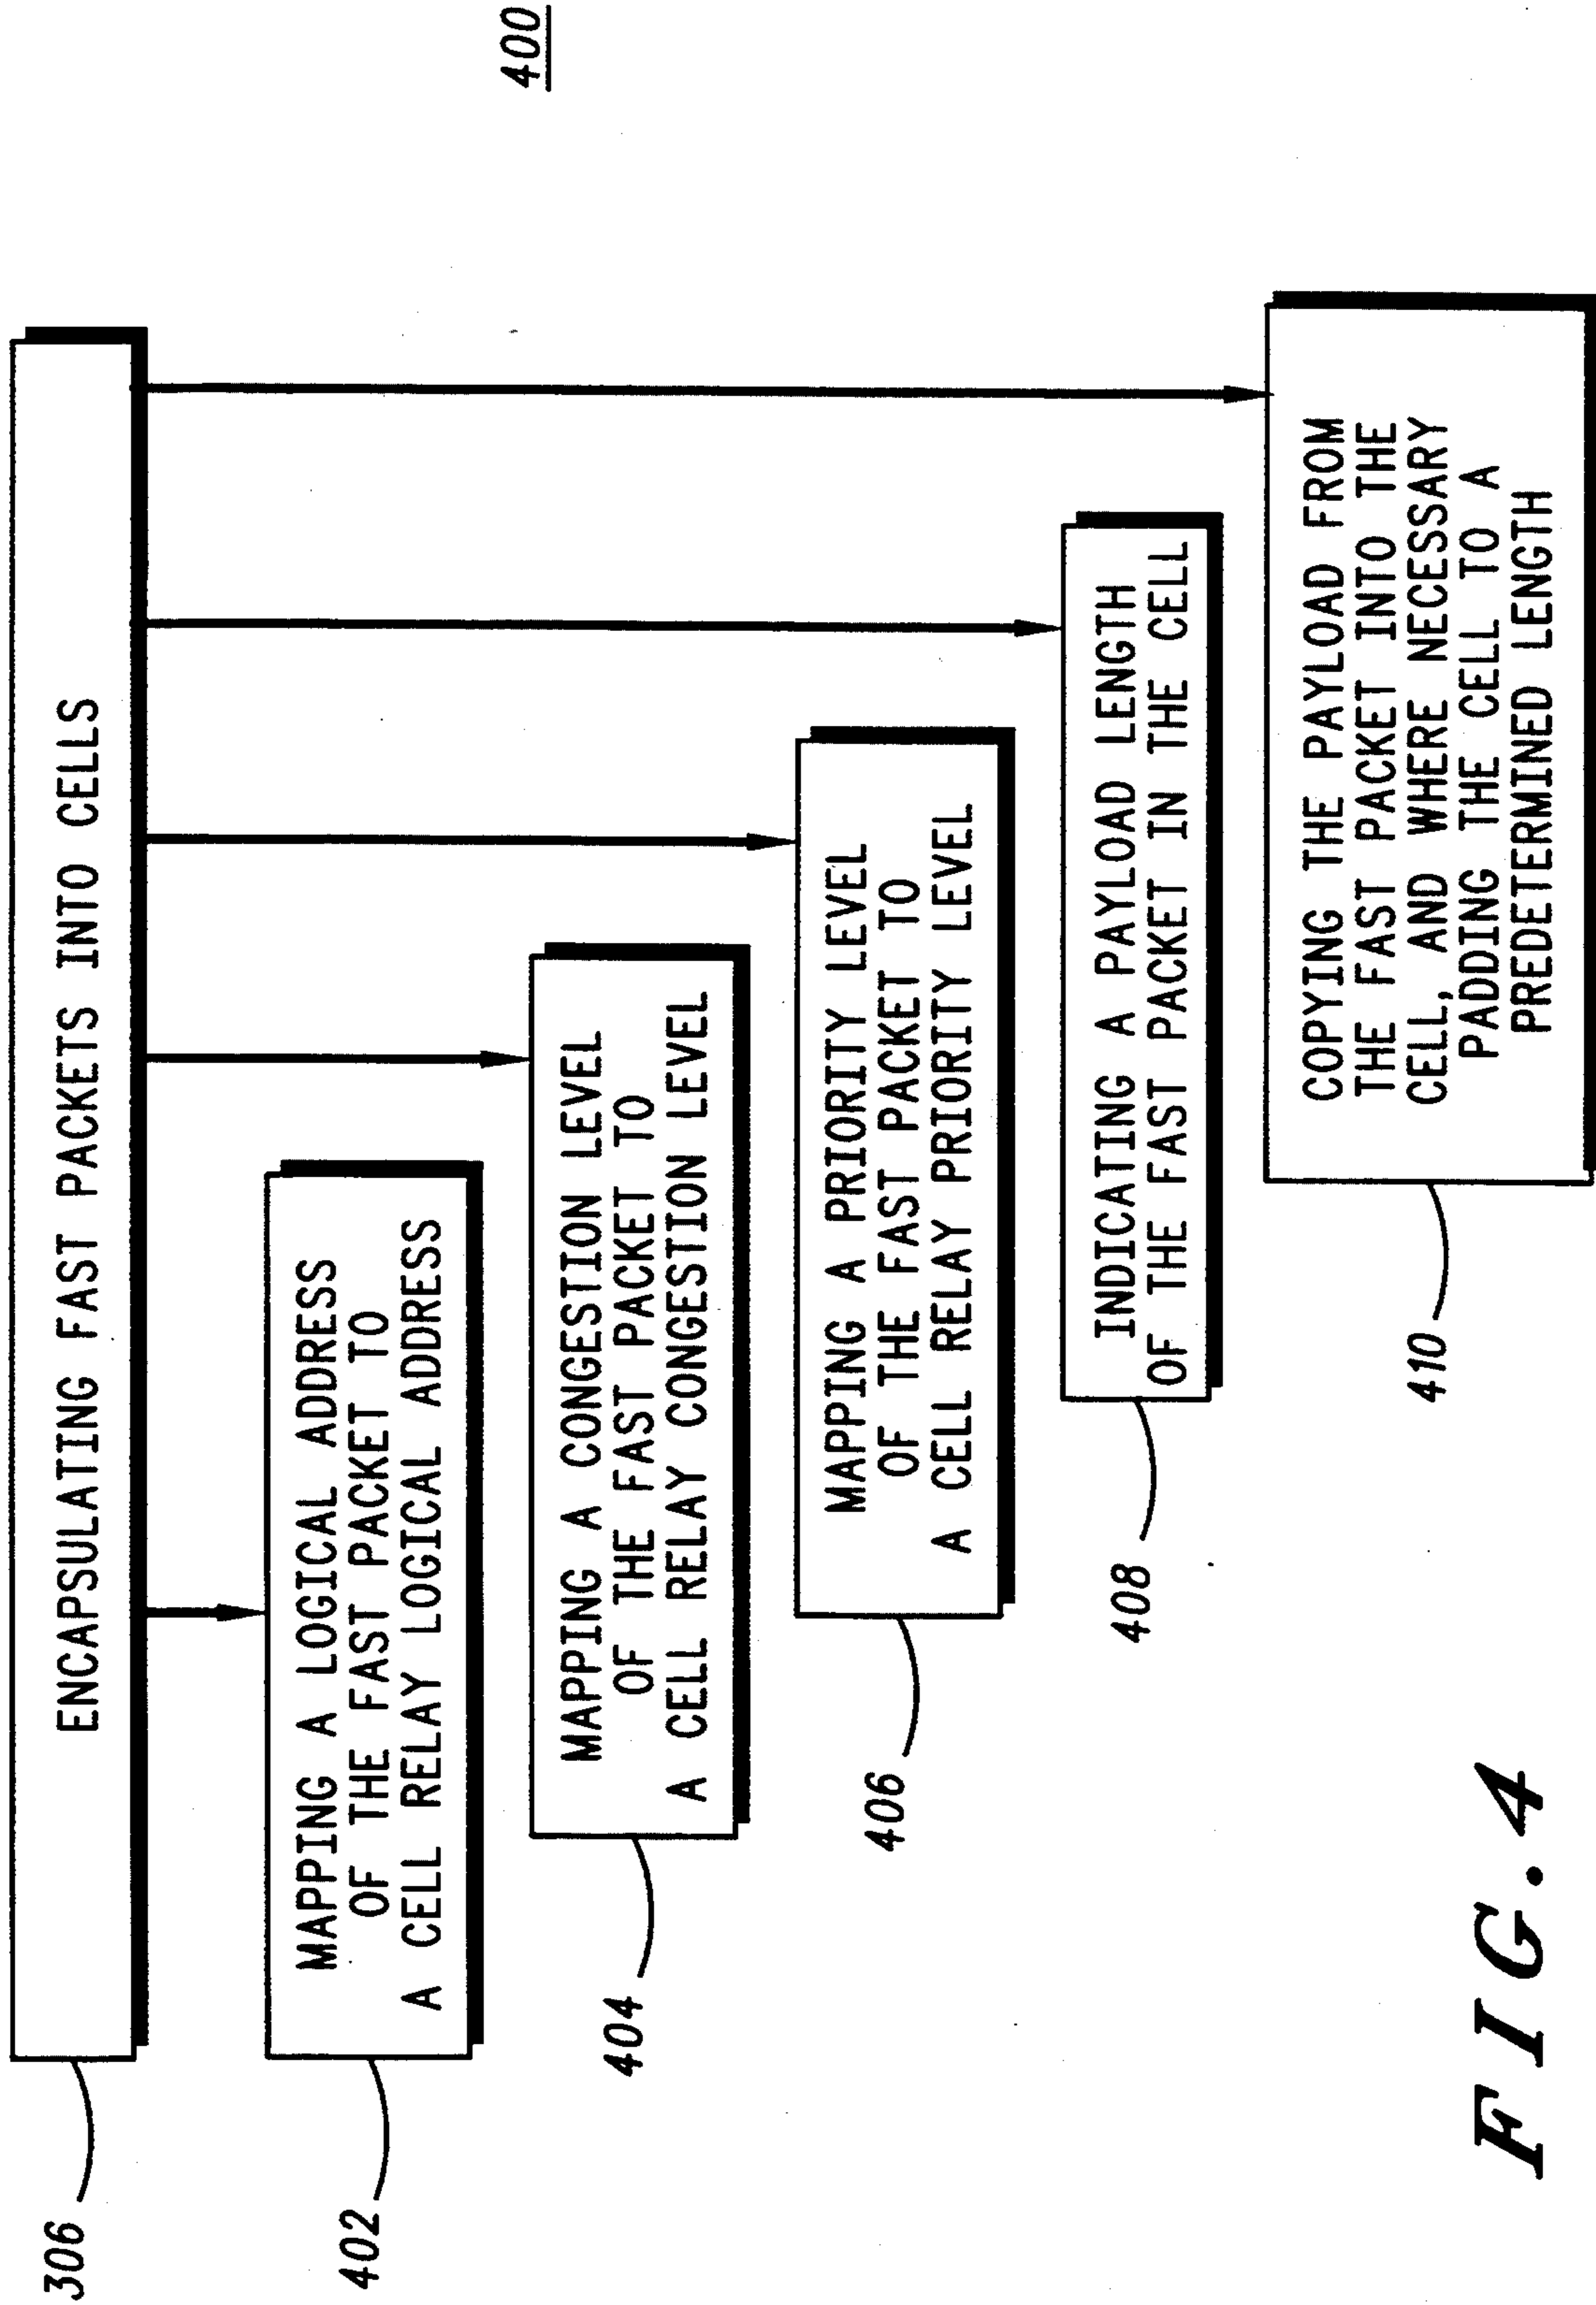 400
306
ENCAPSULATING FAST PACKETS INTO CELLS
402
MAPPING A LOGICAL ADDRESS
OF THE FAST PACKET TO
A CELL RELAY LOGICAL ADDRESS
404
MAPPING A CONGESTION LEVEL
OF THE FAST PACKET TO
A CELL RELAY CONGESTION LEVEL
406
MAPPING A PRIORITY LEVEL
OF THE FAST PACKET TO
A CELL RELAY PRIORITY LEVEL
408
INDICATING A PAYLOAD LENGTH
OF THE FAST PACKET IN THE CELL
410
COPYING THE PAYLOAD FROM
THE FAST PACKET INTO THE
CELL, AND WHERE NECESSARY
PADDING THE CELL TO A
PREDETERMINED LENGTH
FIG.4